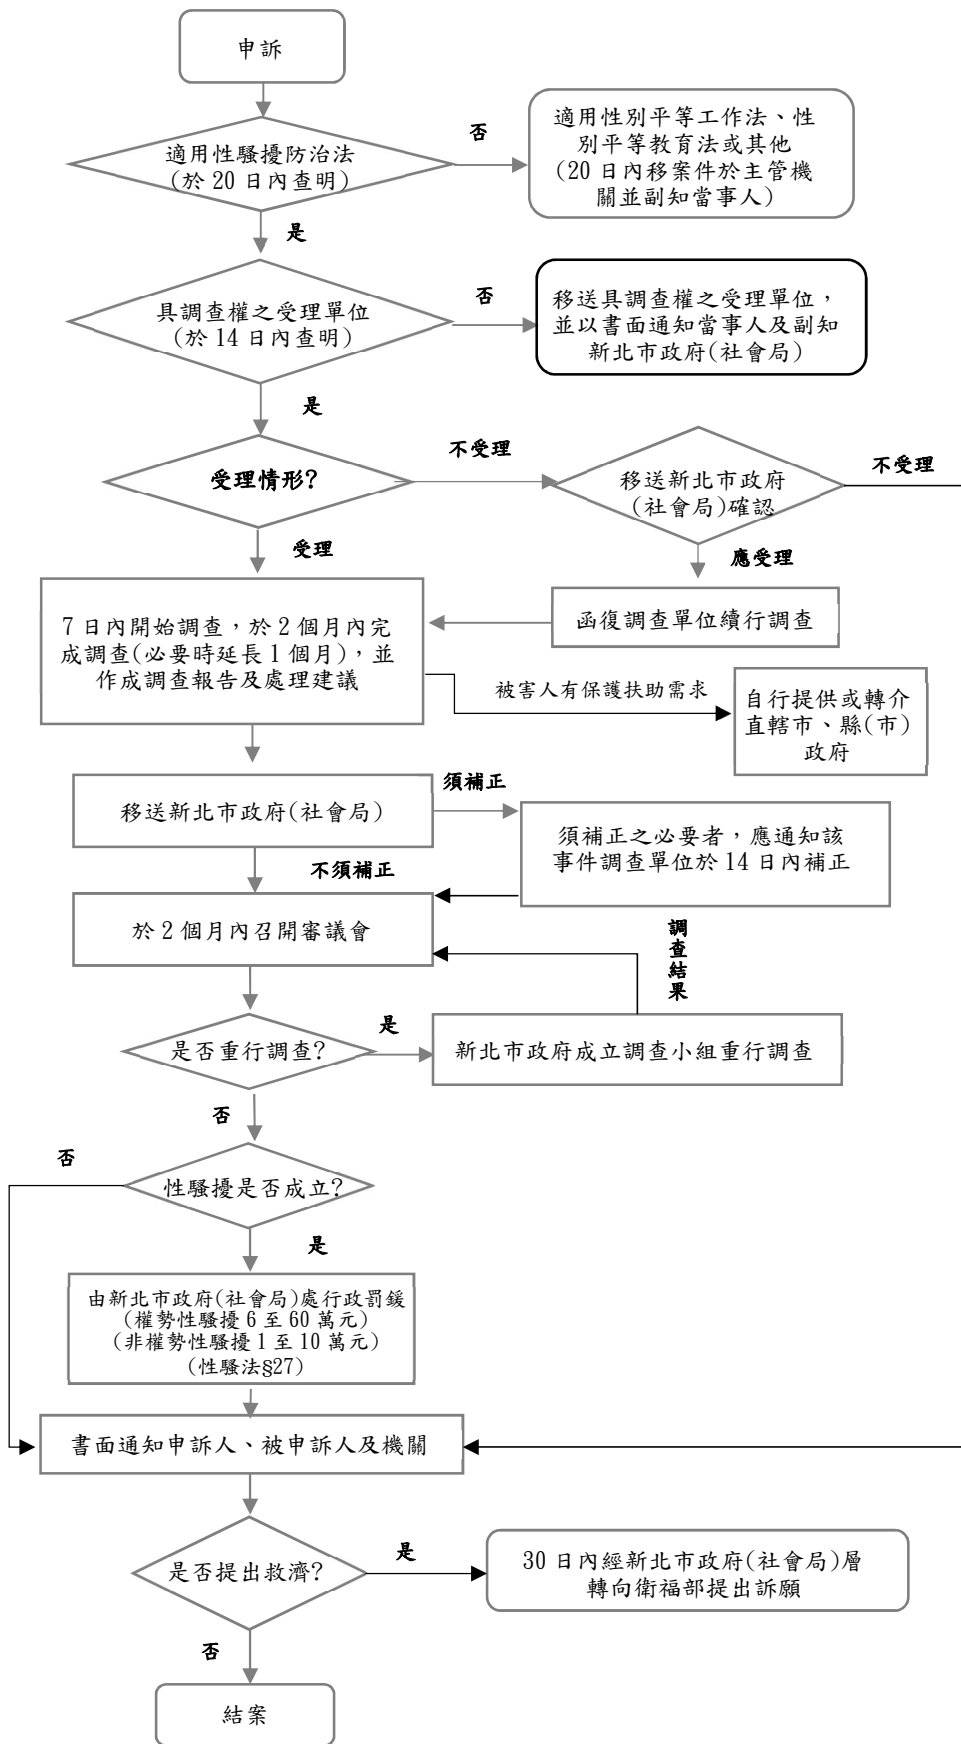 申訴
適用性騷擾防治法
(於 20 日內查明)
否
適用性別平等工作法、性
別平等教育法或其他
(20 日內移案件於主管機
關並副知當事人)
是
具調查權之受理單位
(於 14 日內查明)
否
移送具調查權之受理單位，
並以書面通知當事人及副知
新北市政府(社會局)
是
受理情形?
不受理
移送新北市政府
(社會局)確認
不受理
受理
應受理
7 日內開始調查，於 2 個月內完
成調查(必要時延長 1 個月)，並
作成調查報告及處理建議
函復調查單位續行調查
被害人有保護扶助需求
自行提供或轉介
直轄市、縣(市)
政府
移送新北市政府(社會局)
須補正
須補正之必要者，應通知該
事件調查單位於 14 日內補正
不須補正
於 2 個月內召開審議會
調查結果
是否重行調查?
是
新北市政府成立調查小組重行調查
否
否
性騷擾是否成立?
是
由新北市政府(社會局)處行政罰鍰
(權勢性騷擾 6 至 60 萬元)
(非權勢性騷擾 1 至 10 萬元)
(性騷法§27)
書面通知申訴人、被申訴人及機關
是否提出救濟?
是
30 日內經新北市政府(社會局)層
轉向衛福部提出訴願
否
結案